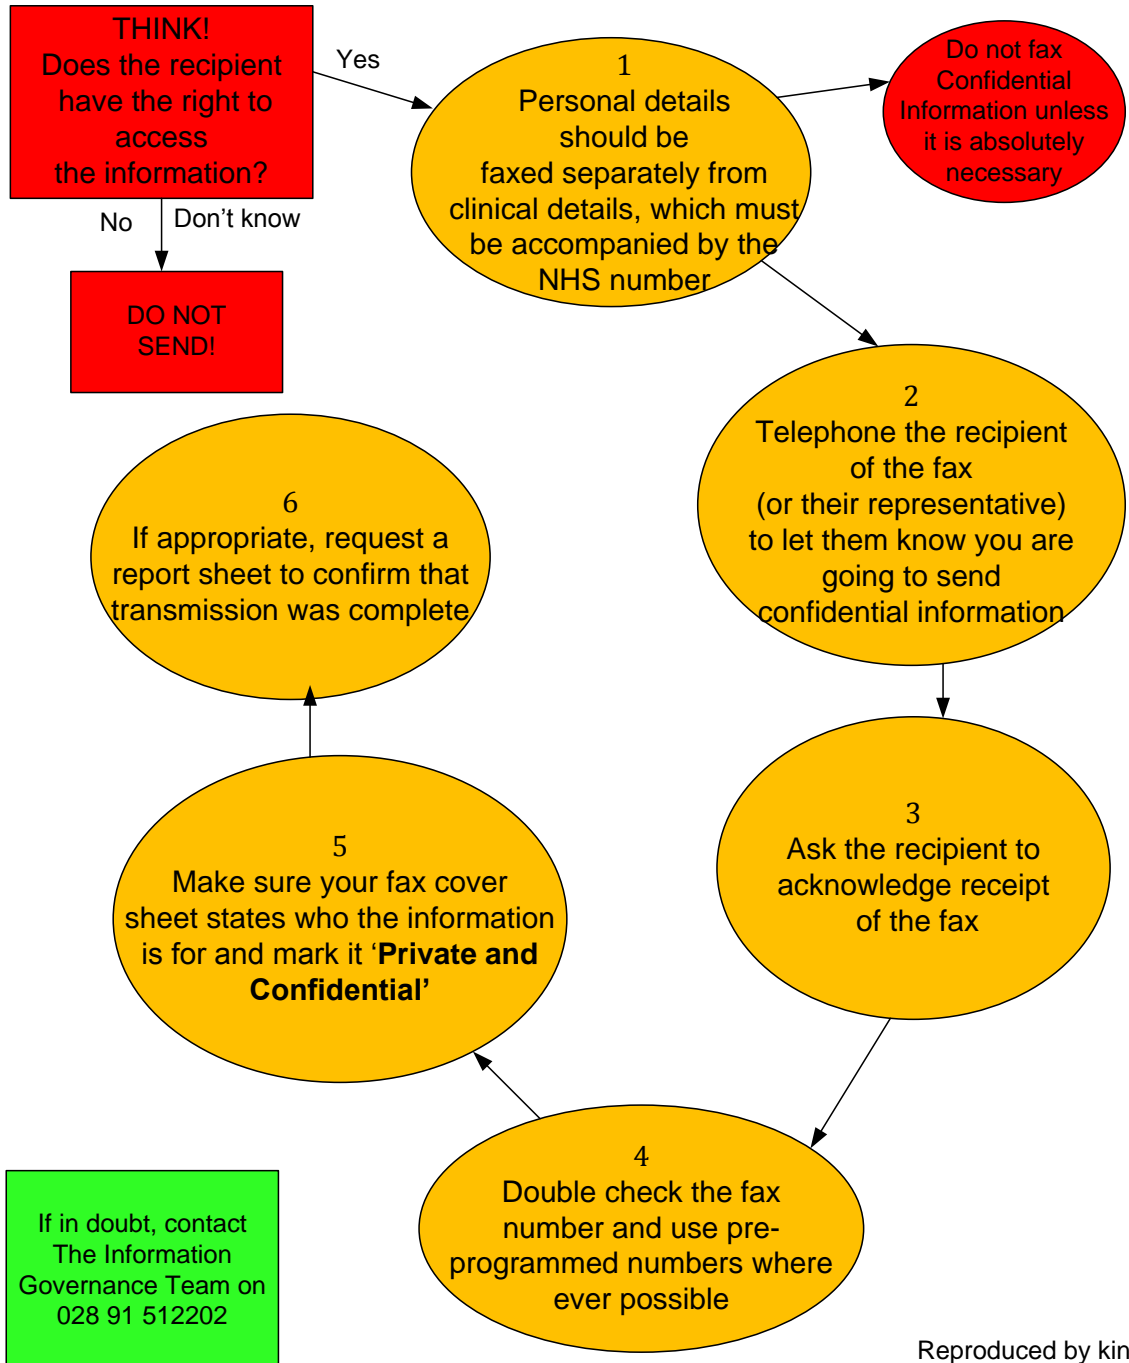 THINK!
Does the recipient
have the right to
access
the information?
Yes
No
Don't know
DO NOT
SEND!
1
Personal details
should be
faxed separately from
clinical details, which must
be accompanied by the
NHS number
Do not fax
Confidential
Information unless
it is absolutely
necessary
2
Telephone the recipient
of the fax
(or their representative)
to let them know you are
going to send
confidential information
3
Ask the recipient to
acknowledge receipt
of the fax
4
Double check the fax
number and use pre-
programmed numbers where
ever possible
5
Make sure your fax cover
sheet states who the information
is for and mark it ‘Private and
Confidential’
6
If appropriate, request a
report sheet to confirm that
transmission was complete
If in doubt, contact
The Information
Governance Team on
028 91 512202
Reproduced by kin